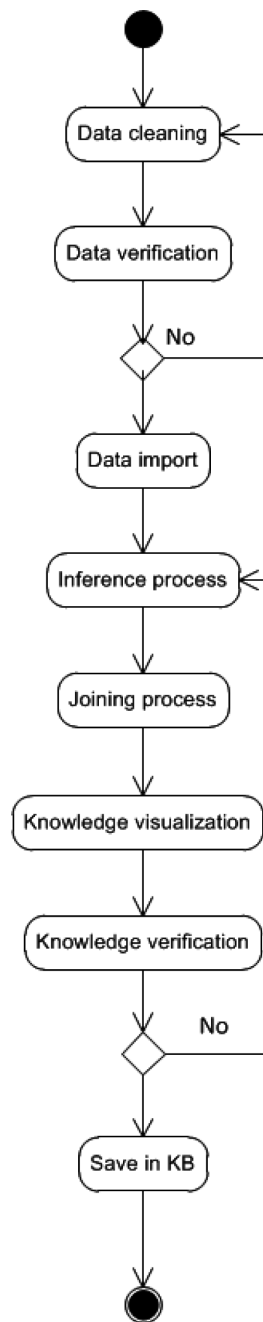 Data cleaning
Data verification
No
Data import
Inference process
Joining process
Knowledge visualization
Knowledge verification
No
Save in KB